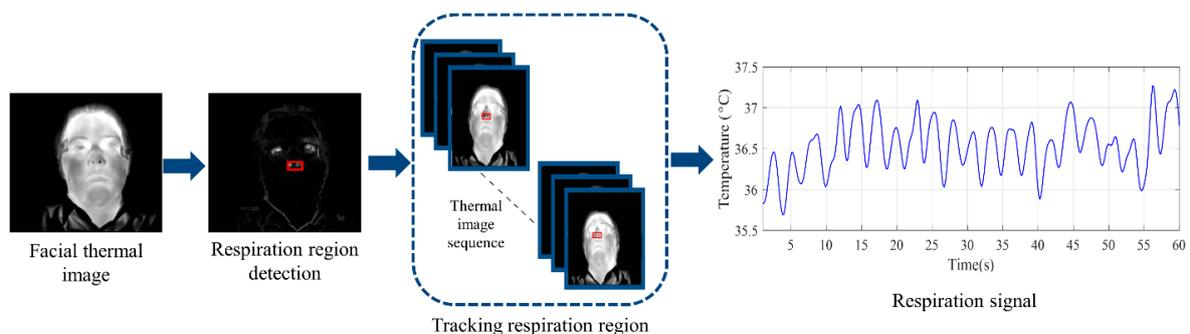 Facial thermal
image
Respiration region
detection
Thermal
image
sequence
Tracking respiration region
Temperature (°C)
37.5
37
36.5
36
35.5
5 10 15 20 25 30 35 40 45 50 55 60
Time(s)
Respiration signal